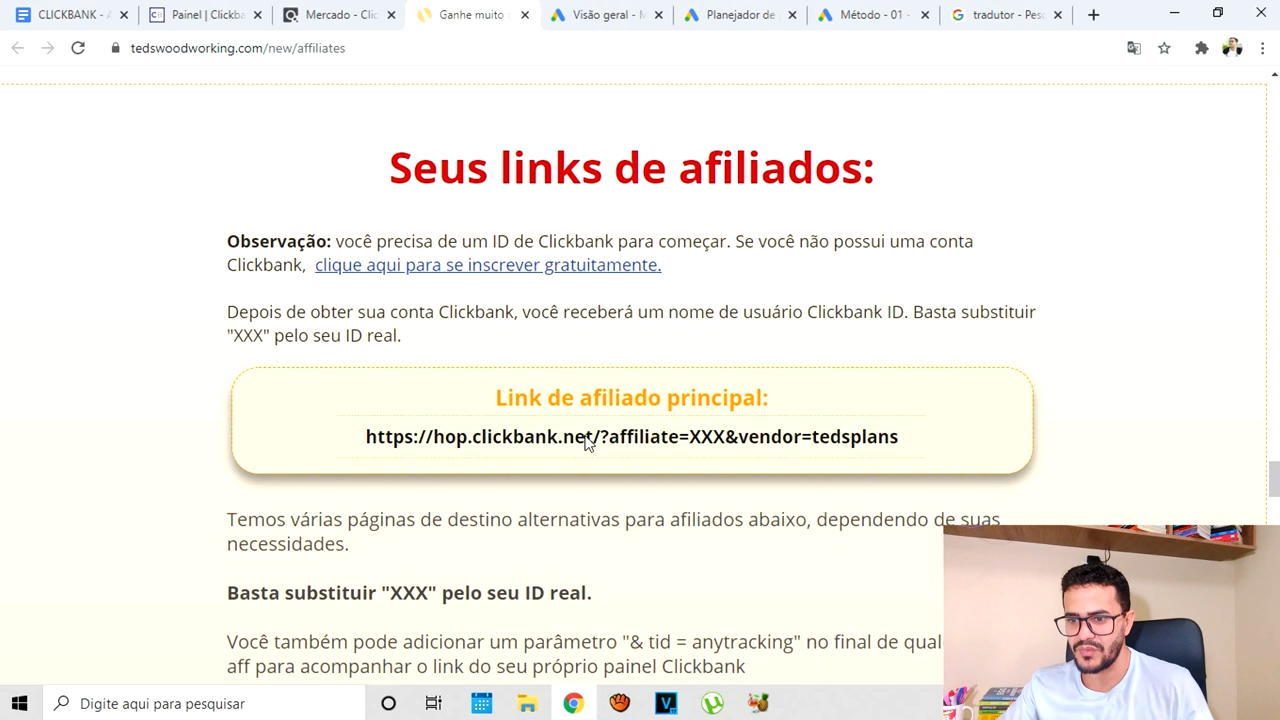 CLICKBANK - A
Painel | Clickba
Mercado - Clic
Ganhe muito
Visão geral - M
Planejador de
Método - 01 -
tradutor - Pes
tedswoodworking.com/new/affiliates
Seus links de afiliados:
Observação: você precisa de um ID de Clickbank para começar. Se você não possui uma conta
Clickbank, clique aqui para se inscrever gratuitamente.
Depois de obter sua conta Clickbank, você receberá um nome de usuário Clickbank ID. Basta substituir
"XXX" pelo seu ID real.
Link de afiliado principal:
https://hop.clickbank.net/?affiliate=XXX&vendor=tedsplans
Temos várias páginas de destino alternativas para afiliados abaixo, dependendo de suas
necessidades.
Basta substituir "XXX" pelo seu ID real.
Você também pode adicionar um parâmetro "& tid = anytracking" no final de qual
aff para acompanhar o link do seu próprio painel Clickbank
Digite aqui para pesquisar